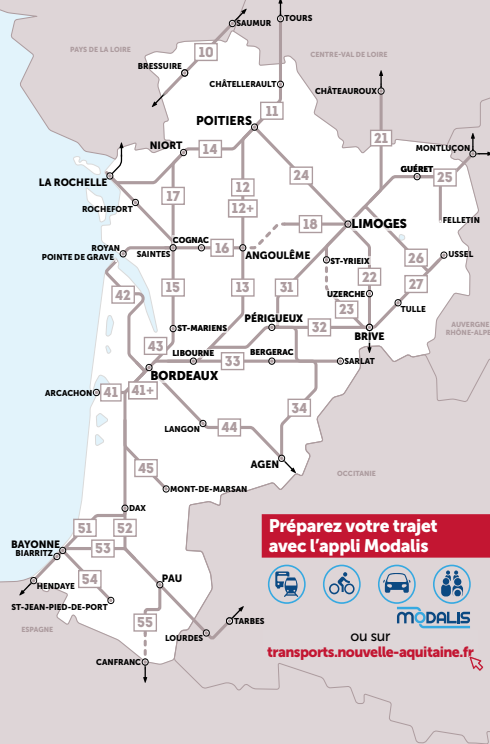 SAUMUR
TOURS
PAYS DE LA LOIRE
10
CENTRE-VAL DE LOIRE
BRESSUIRE
CHÂTELLERAULT
CHÂTEAUROUX
11
POITIERS
21
NIORT
14
MONTLUÇON
GUÉRET
24
25
LA ROCHELLE
12
17
12+
ROCHEFORT
FELLETIN
18
LIMOGES
COGNAC
16
ROYAN
POINTE DE GRAVE
SAINTES
ANGOULÊME
ST-YRIEIX
26
USSEL
22
27
42
15
13
31
UZERCHE
23
TULLE
PÉRIGUEUX
ST-MARIENS
32
AUVERGNE
RHÔNE-ALPE
BRIVE
43
LIBOURNE
33
BERGERAC
SARLAT
BORDEAUX
ARCACHON
41
41+
34
LANGON
44
AGEN
45
OCCITANIE
MONT-DE-MARSAN
DAX
51
52
BAYONNE
BIARRITZ
53
54
HENDAYE
PAU
ST-JEAN-PIED-DE-PORT
55
ESPAGNE
TARBES
LOURDES
CANFRANC
Préparez votre trajet
avec l'appli Modalis
MODALIS
ou sur
transports.nouvelle-aquitaine.fr